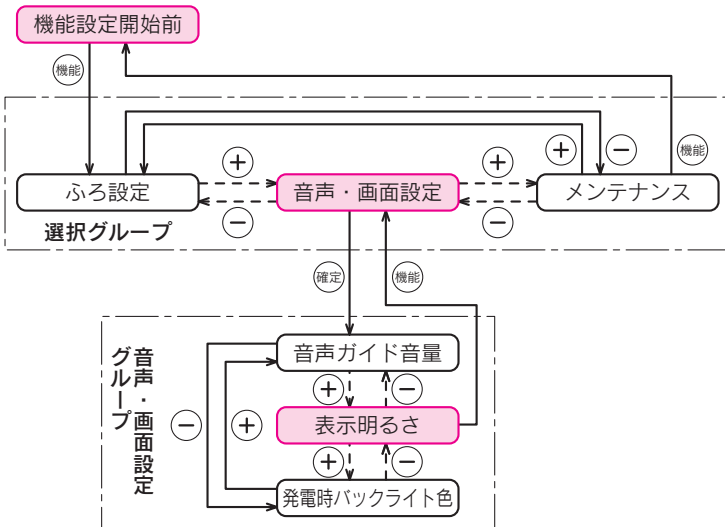 機能設定開始前
機能
＋
−
機能
＋
＋
ふろ設定
音声・画面設定
メンテナンス
−
−
選択グループ
確定
機能
音声・画面設定
グループ
音声ガイド音量
＋
−
−
＋
表示明るさ
＋
−
発電時バックライト色